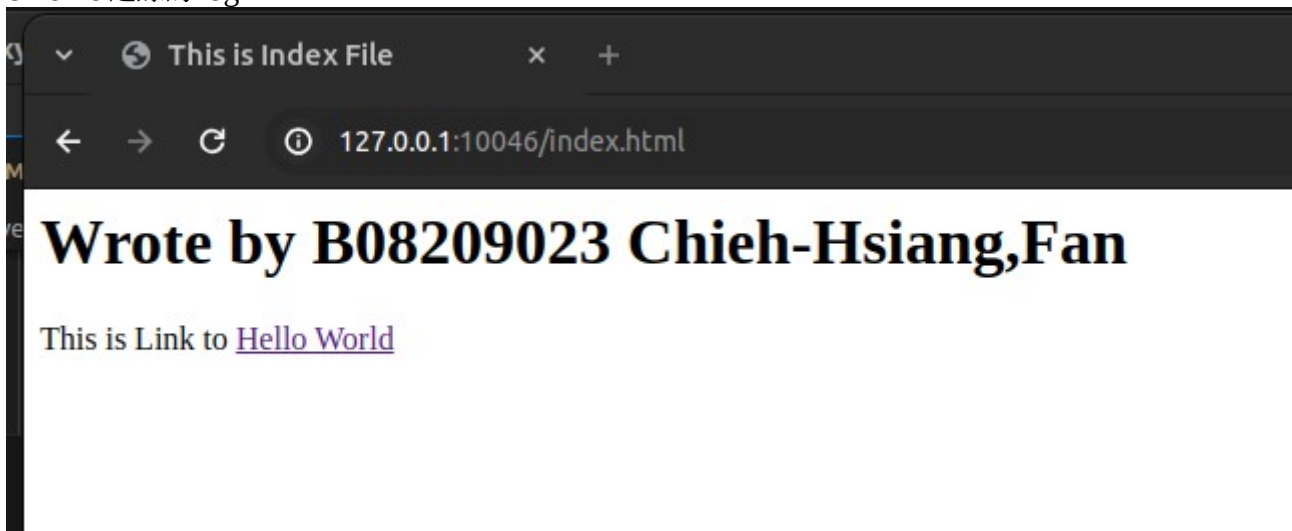 This is Index File
127.0.0.1:10046/index.html
Wrote by B08209023 Chieh-Hsiang,Fan
This is Link to Hello World